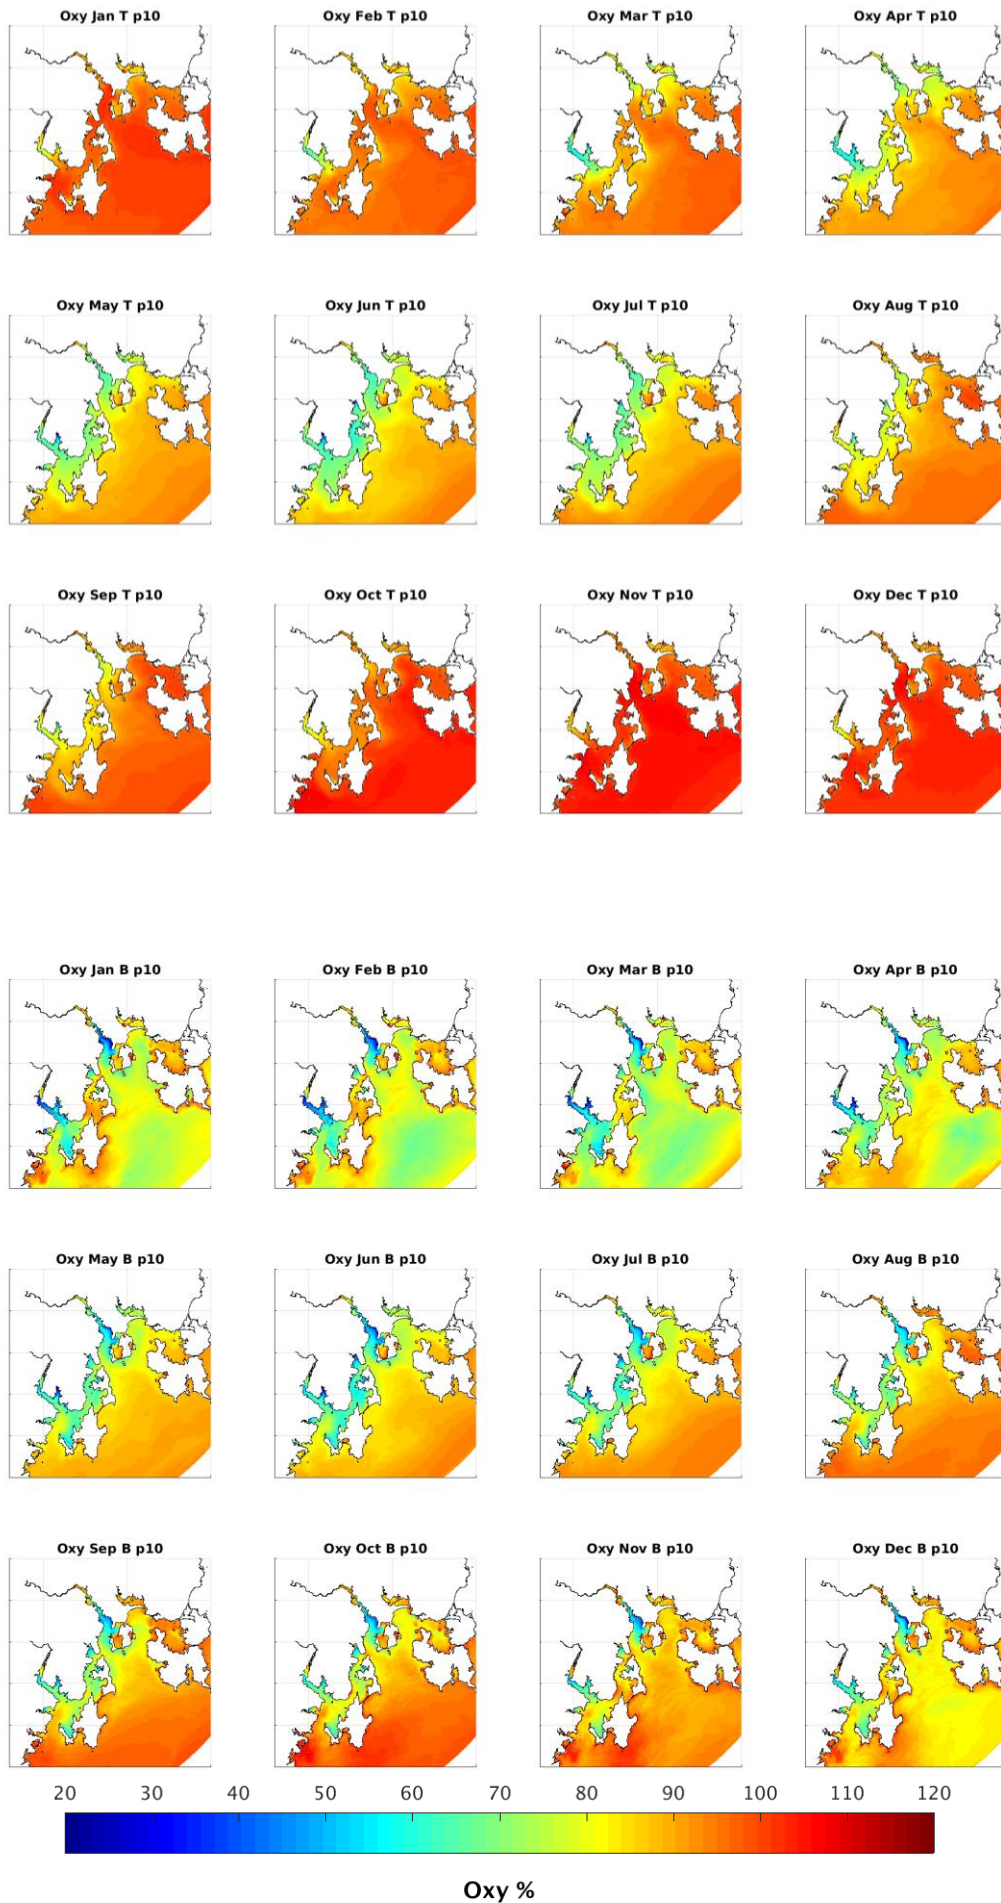 Oxy Jan T p10 Oxy Feb T p10 Oxy Mar T p10 Oxy Apr T p10
Oxy May T p10 Oxy Jun T p10 Oxy Jul T p10 Oxy Aug T p10
Oxy Sep T p10 Oxy Oct T p10 Oxy Nov T p10 Oxy Dec T p10
Oxy Jan B p10 Oxy Feb B p10 Oxy Mar B p10 Oxy Apr B p10
Oxy May B p10 Oxy Jun B p10 Oxy Jul B p10 Oxy Aug B p10
Oxy Sep B p10 Oxy Oct B p10 Oxy Nov B p10 Oxy Dec B p10
20 30 40 50 60 70 80 90 100 110 120
Oxy %